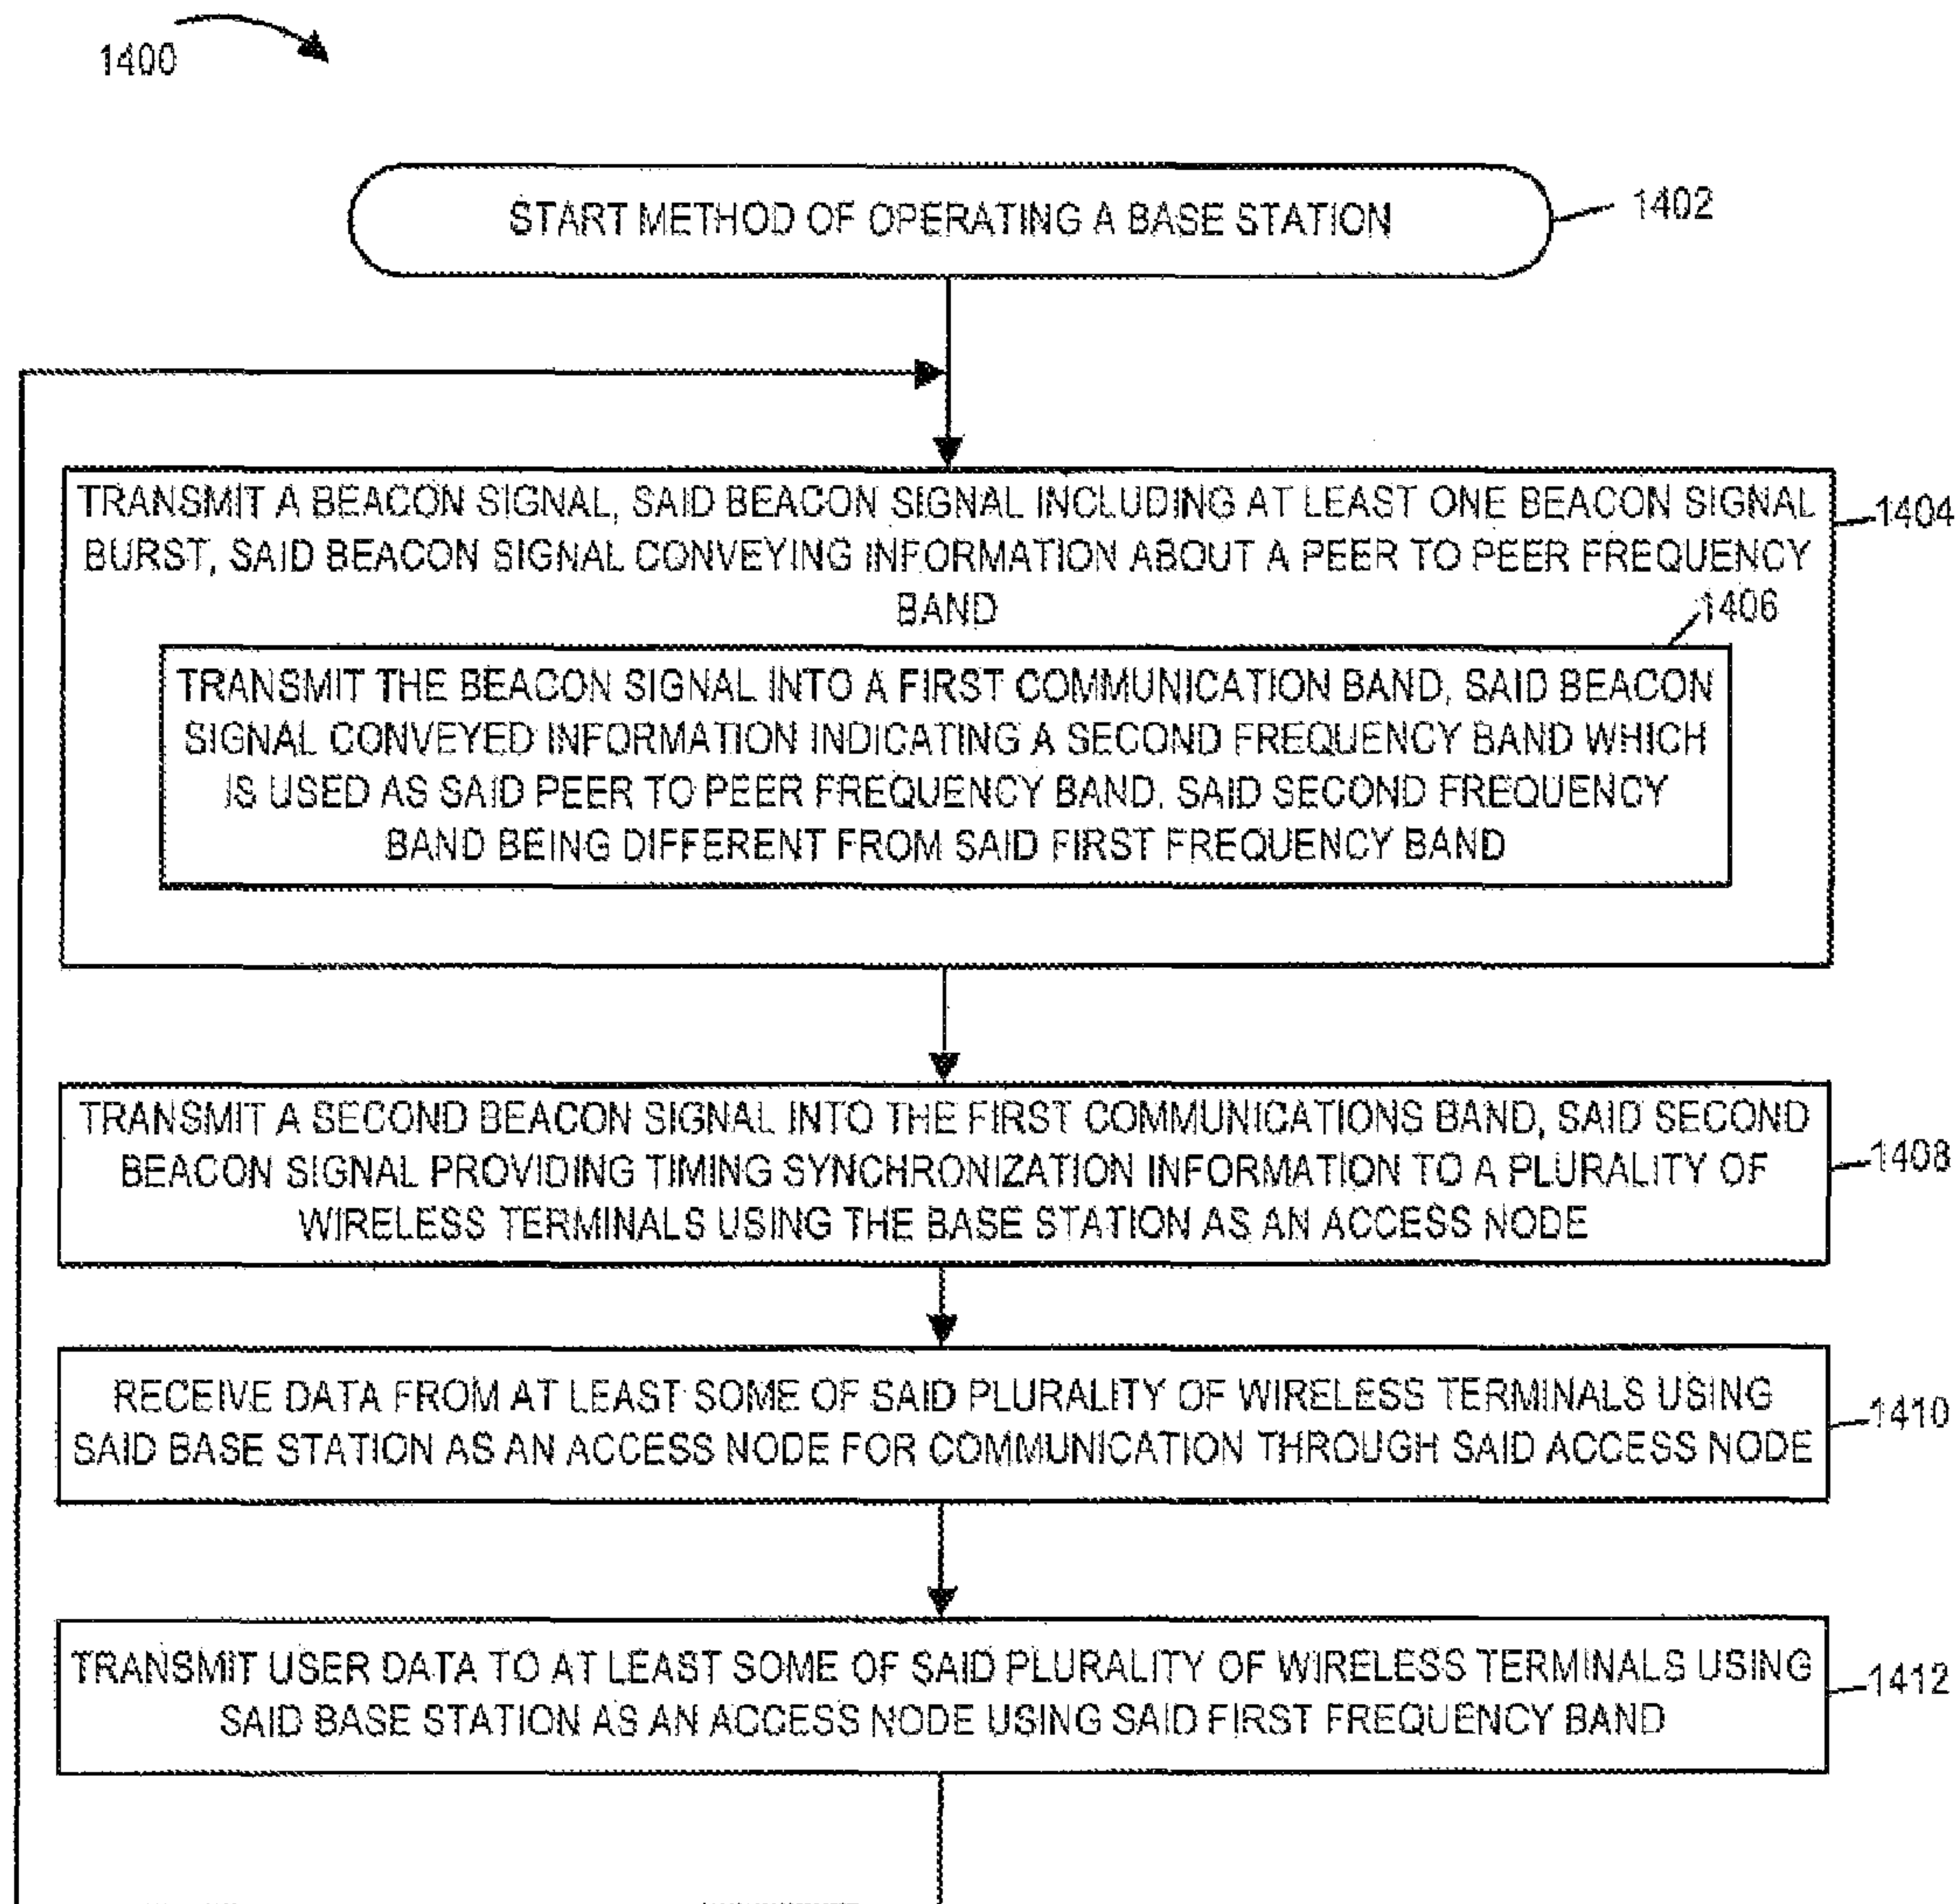 1400
START METHOD OF OPERATING A BASE STATION
1402
TRANSMIT A BEACON SIGNAL, SAID BEACON SIGNAL INCLUDING AT LEAST ONE BEACON SIGNAL
BURST, SAID BEACON SIGNAL CONVEYING INFORMATION ABOUT A PEER TO PEER FREQUENCY
BAND
1404
1406
TRANSMIT THE BEACON SIGNAL INTO A FIRST COMMUNICATION BAND, SAID BEACON
SIGNAL CONVEYED INFORMATION INDICATING A SECOND FREQUENCY BAND WHICH
IS USED AS SAID PEER TO PEER FREQUENCY BAND, SAID SECOND FREQUENCY
BAND BEING DIFFERENT FROM SAID FIRST FREQUENCY BAND
TRANSMIT A SECOND BEACON SIGNAL INTO THE FIRST COMMUNICATIONS BAND, SAID SECOND
BEACON SIGNAL PROVIDING TIMING SYNCHRONIZATION INFORMATION TO A PLURALITY OF
WIRELESS TERMINALS USING THE BASE STATION AS AN ACCESS NODE
1408
RECEIVE DATA FROM AT LEAST SOME OF SAID PLURALITY OF WIRELESS TERMINALS USING
SAID BASE STATION AS AN ACCESS NODE FOR COMMUNICATION THROUGH SAID ACCESS NODE
1410
TRANSMIT USER DATA TO AT LEAST SOME OF SAID PLURALITY OF WIRELESS TERMINALS USING
SAID BASE STATION AS AN ACCESS NODE USING SAID FIRST FREQUENCY BAND
1412